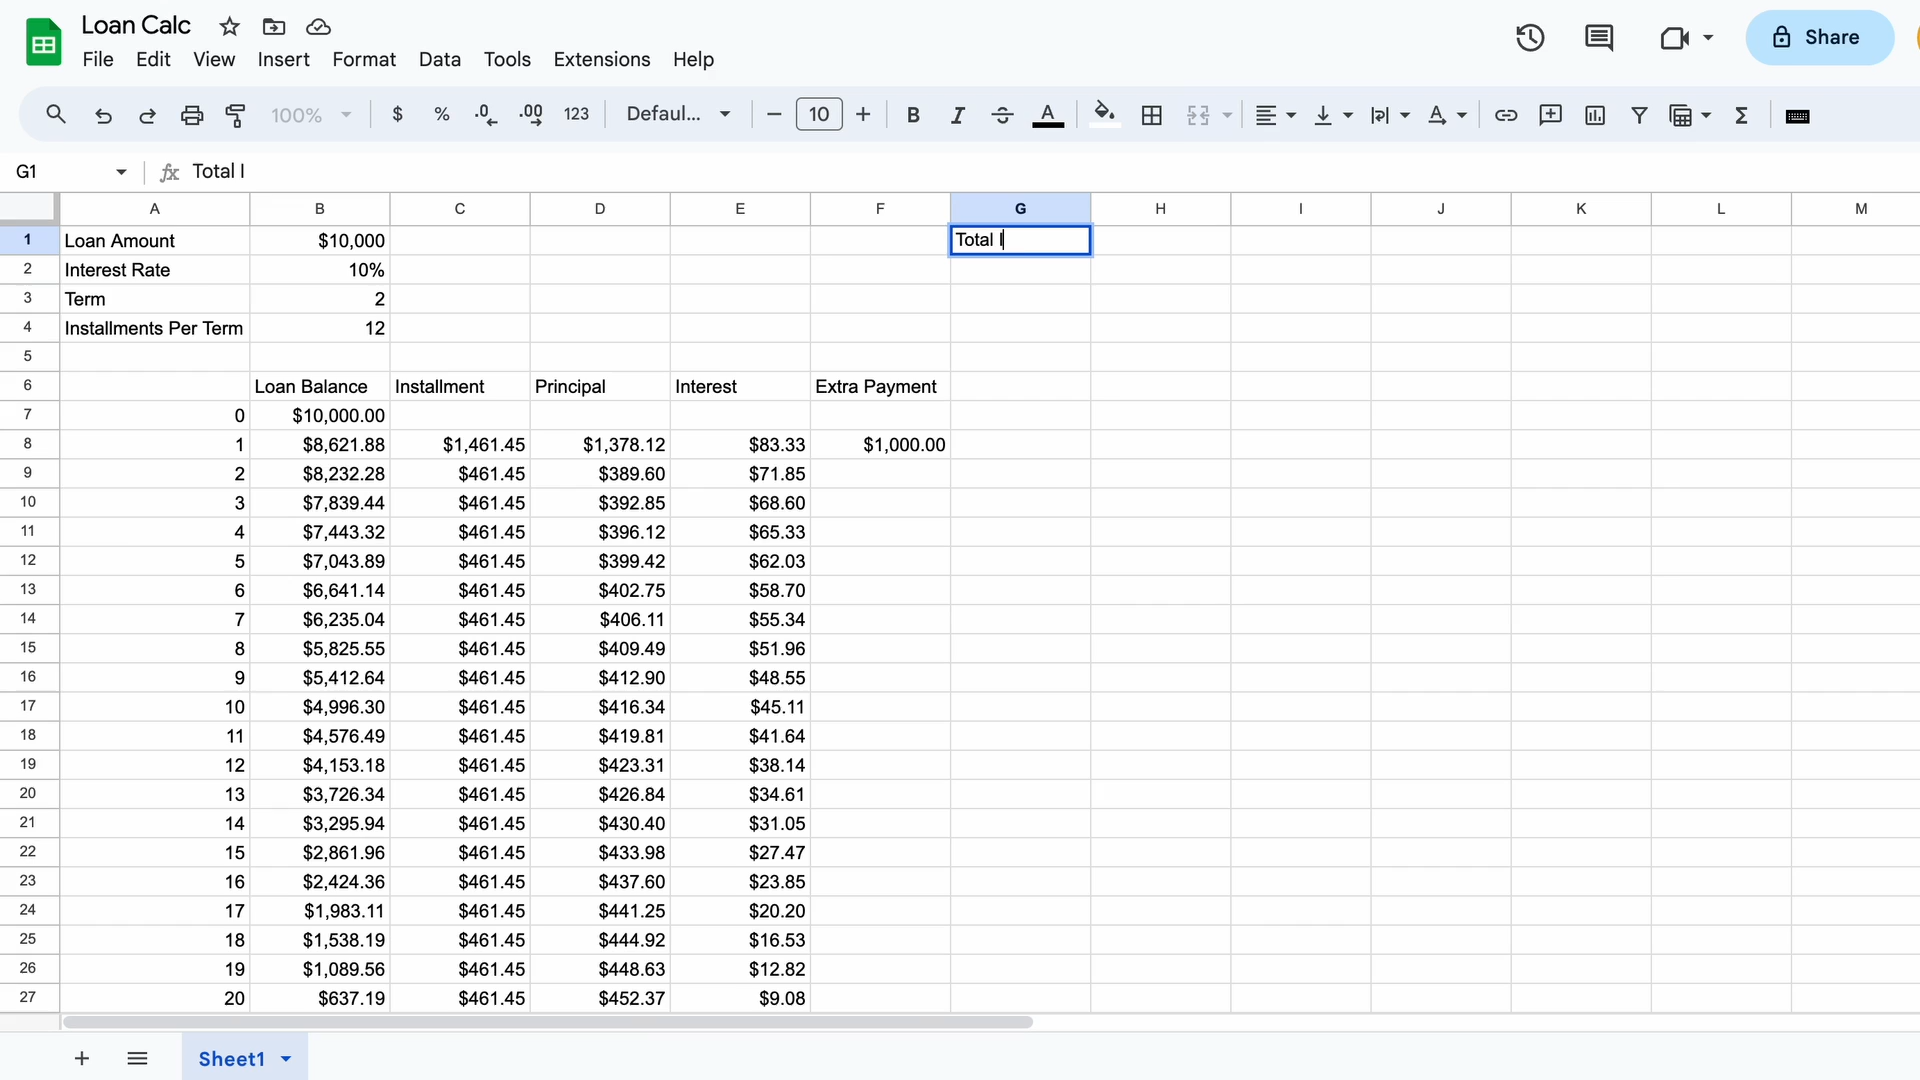 Loan Calc
File Edit View Insert Format Data Tools Extensions Help
Share
100% $ % .0 .00 123 Defaul... 10 B I A
G1 Total I
A B C D E F G H I J K L M
1 Loan Amount $10,000 Total I
2 Interest Rate 10%
3 Term 2
4 Installments Per Term 12
5
6 Loan Balance Installment Principal Interest Extra Payment
7 0 $10,000.00
8 1 $8,621.88 $1,461.45 $1,378.12 $83.33 $1,000.00
9 2 $8,232.28 $461.45 $389.60 $71.85
10 3 $7,839.44 $461.45 $392.85 $68.60
11 4 $7,443.32 $461.45 $396.12 $65.33
12 5 $7,043.89 $461.45 $399.42 $62.03
13 6 $6,641.14 $461.45 $402.75 $58.70
14 7 $6,235.04 $461.45 $406.11 $55.34
15 8 $5,825.55 $461.45 $409.49 $51.96
16 9 $5,412.64 $461.45 $412.90 $48.55
17 10 $4,996.30 $461.45 $416.34 $45.11
18 11 $4,576.49 $461.45 $419.81 $41.64
19 12 $4,153.18 $461.45 $423.31 $38.14
20 13 $3,726.34 $461.45 $426.84 $34.61
21 14 $3,295.94 $461.45 $430.40 $31.05
22 15 $2,861.96 $461.45 $433.98 $27.47
23 16 $2,424.36 $461.45 $437.60 $23.85
24 17 $1,983.11 $461.45 $441.25 $20.20
25 18 $1,538.19 $461.45 $444.92 $16.53
26 19 $1,089.56 $461.45 $448.63 $12.82
27 20 $637.19 $461.45 $452.37 $9.08
Sheet1